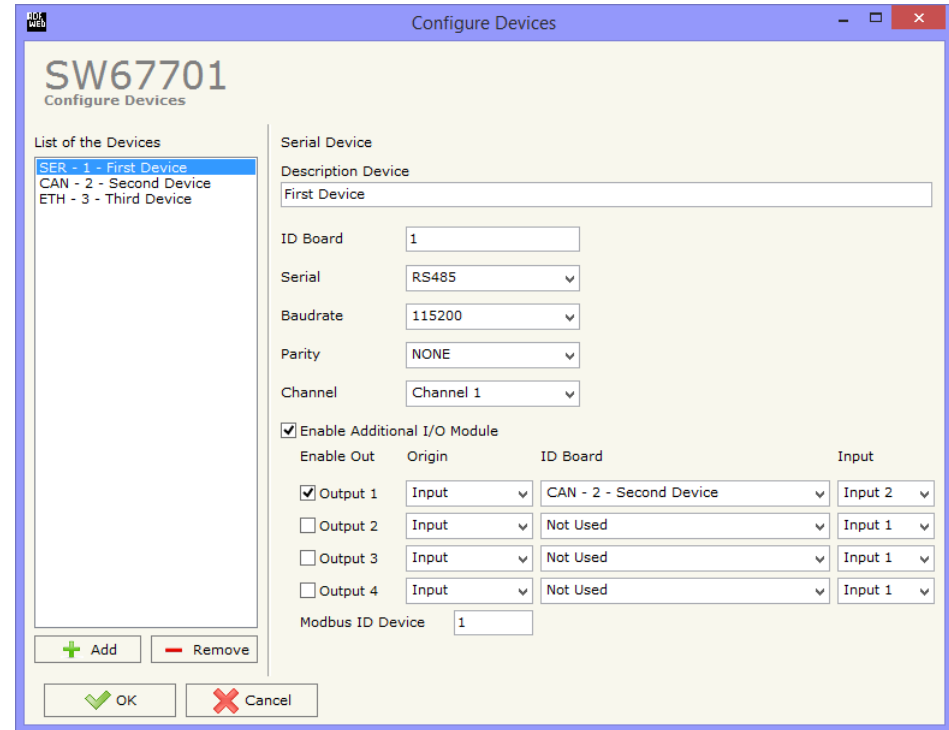 ADF
WEB
Configure Devices
SW67701
Configure Devices
List of the Devices
SER - 1 - First Device
CAN - 2 - Second Device
ETH - 3 - Third Device
Add
Remove
Serial Device
Description Device
First Device
ID Board 1
Serial RS485
Baudrate 115200
Parity NONE
Channel Channel 1
Enable Additional I/O Module
Enable Out Origin ID Board Input
Output 1 Input CAN - 2 - Second Device Input 2
Output 2 Input Not Used Input 1
Output 3 Input Not Used Input 1
Output 4 Input Not Used Input 1
Modbus ID Device 1
OK
Cancel